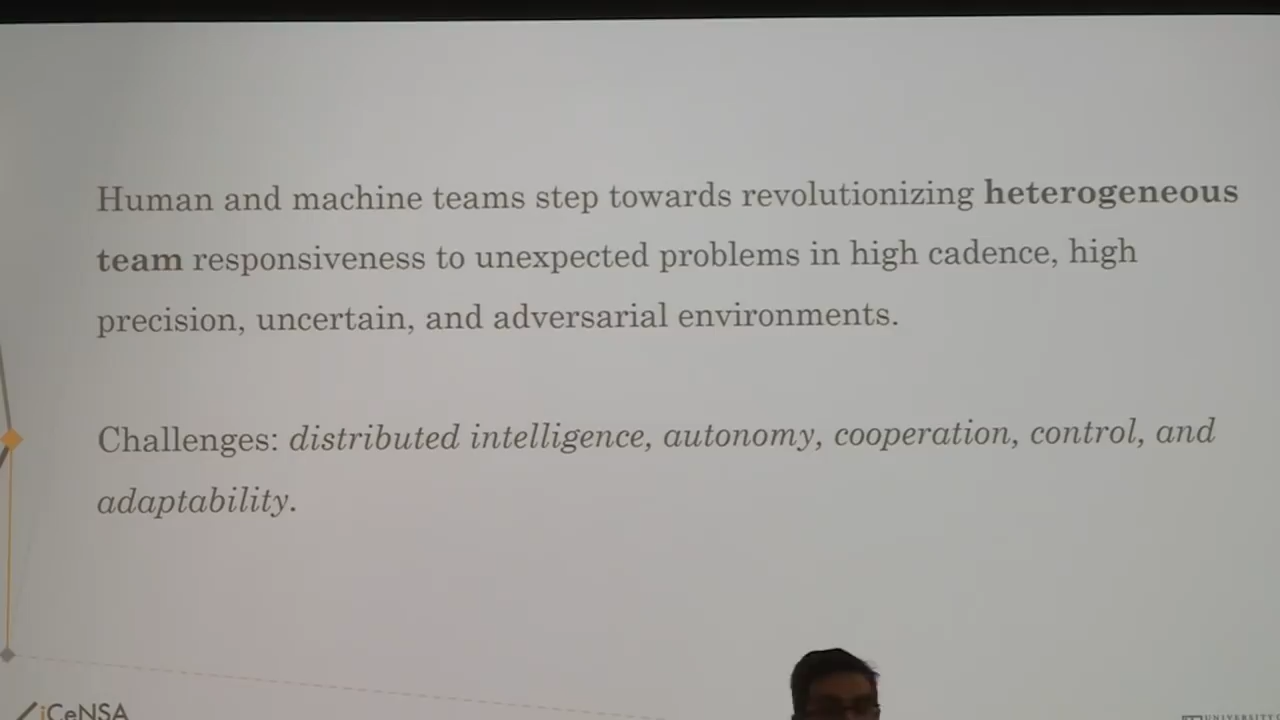 Human and machine teams step towards revolutionizing heterogeneous
team responsiveness to unexpected problems in high cadence, high
precision, uncertain, and adversarial environments.
Challenges: distributed intelligence, autonomy, cooperation, control, and
adaptability.
iCeNSA